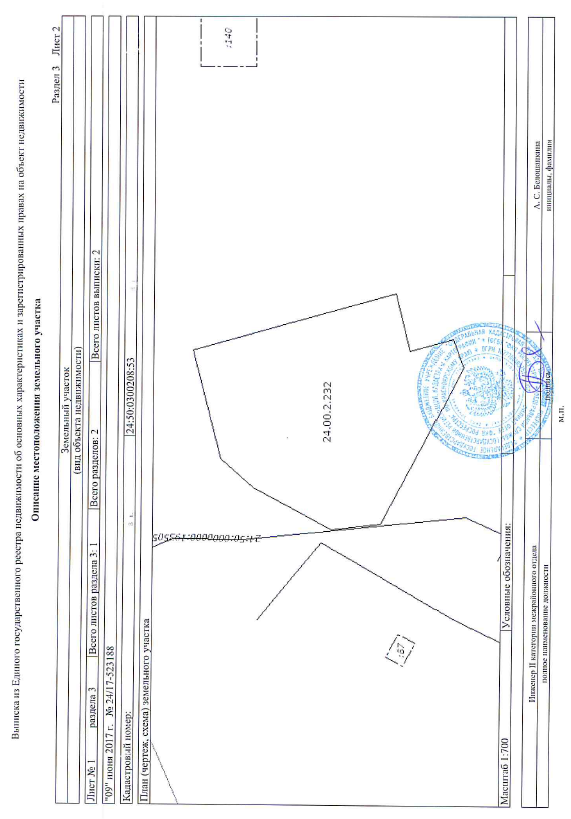 Выписка из Единого государственного реестра недвижимости об основных характеристиках и зарегистрированных правах на объект недвижимости
Описание местоположения земельного участка
Раздел 3 Лист 2
Земельный участок
(вид объекта недвижимости)
Лист № 1 раздела 3 Всего листов раздела 3: 1 Всего разделов: 2 Всего листов выписки: 2
"09" июня 2017 г. № 24/17-523188
Кадастровый номер: 24:50:0300208:53
План (чертеж, схема) земельного участка
:140
24.00.2.232
:67
Масштаб 1:700 Условные обозначения:
Инженер II категории межрайонного отдела А. С. Белошапкина
полное наименование должности подпись инициалы, фамилия
М.П.